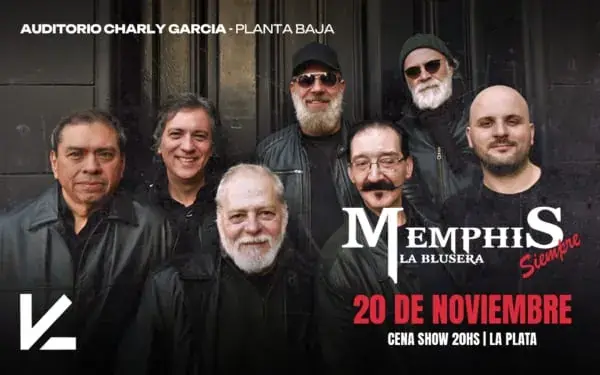 AUDITORIO CHARLY GARCIA - PLANTA BAJA
MEMPHIS
LA BLUSERA
Siempre
20 DE NOVIEMBRE
CENA SHOW 20HS | LA PLATA